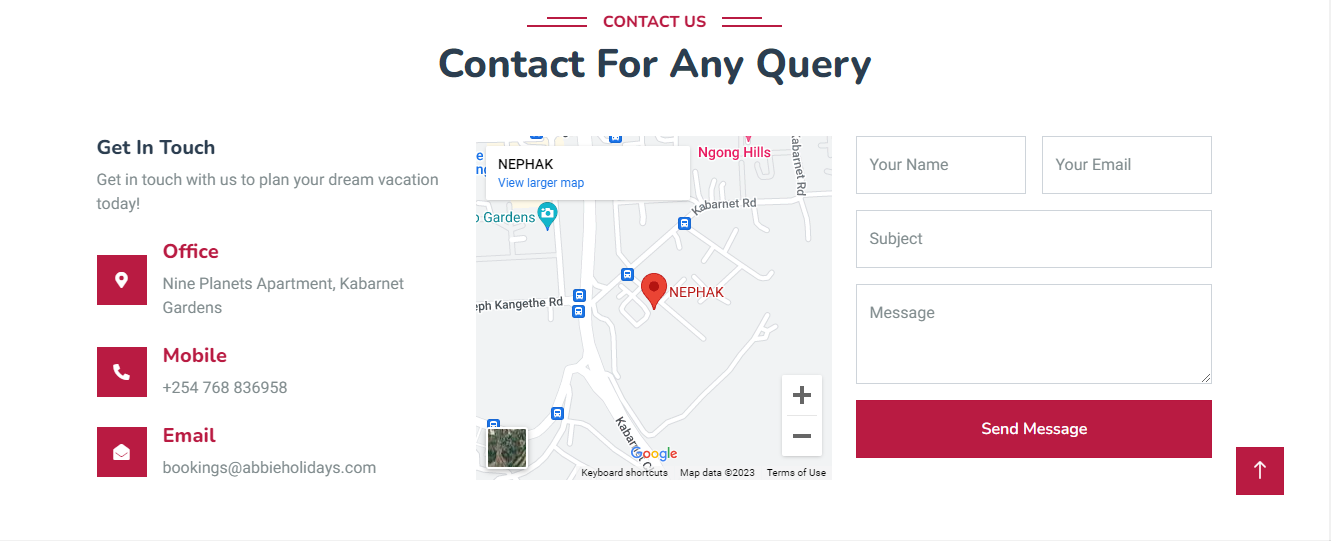 CONTACT US
Contact For Any Query
Get In Touch
Get in touch with us to plan your dream vacation
today!
Office
Nine Planets Apartment, Kabarnet
Gardens
Mobile
+254 768 836958
Email
bookings@abbieholidays.com
NEPHAK
View larger map
Ngong Hills
Kabarnet Rd
Kabarnet Rd
Gardens
NEPHAK
eph Kangethe Rd
Kabarnet
Google
Keyboard shortcuts
Map data ©2023
Terms of Use
Your Name
Your Email
Subject
Message
Send Message